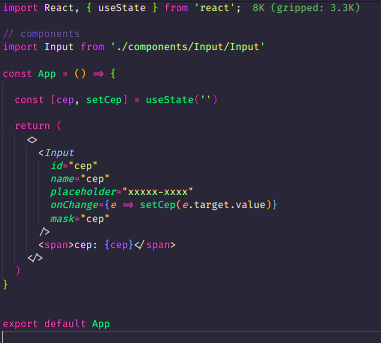 import React, { useState } from 'react';  8K (gzipped: 3.3K)
// components
import Input from './components/Input/Input'
const App = () => {
  const [cep, setCep] = useState('')
  return (
    <>
      <Input
        id="cep"
        name="cep"
        placeholder="xxxxx-xxxx"
        onChange={e => setCep(e.target.value)}
        mask="cep"
      />
      <span>cep: {cep}</span>
    </>
  )
}
export default App